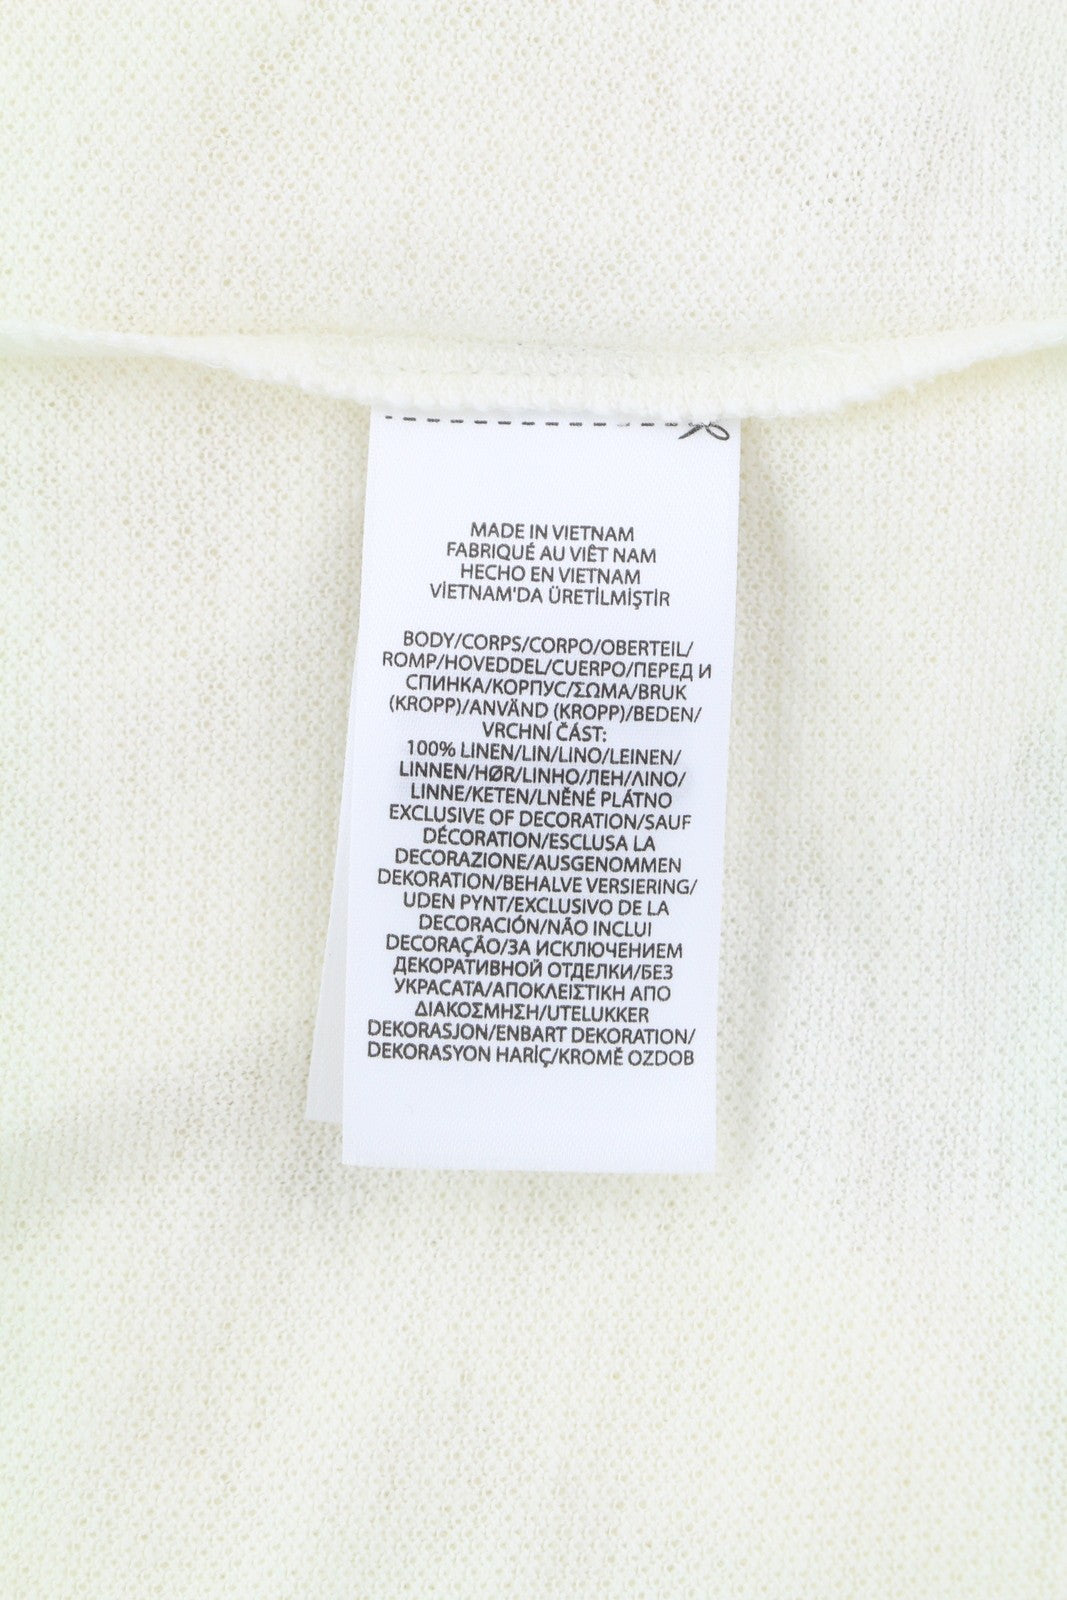 MADE IN VIETNAM
FABRIQUÉ AU VIÊT NAM
HECHO EN VIETNAM
VİETNAM'DA ÜRETİLMİŞTİR
BODY/CORPS/CORPO/OBERTEIL/
ROMP/HOVEDDEL/CUERPO/ПЕРЕД И
СПИНКА/КОРПУС/ΣΩΜΑ/BRUK
(KROPP)/ANVÄND (KROPP)/BEDEN/
VRCHNÍ ČÁST:
100% LINEN/LIN/LINO/LEINEN/
LINNEN/HØR/LINHO/ЛЕН/ΛΙΝΟ/
LINNE/KETEN/LNĚNÉ PLÁTNO
EXCLUSIVE OF DECORATION/SAUF
DÉCORATION/ESCLUSA LA
DECORAZIONE/AUSGENOMMEN
DEKORATION/BEHALVE VERSIERING/
UDEN PYNT/EXCLUSIVO DE LA
DECORACIÓN/NÃO INCLUI
DECORAÇÃO/ЗА ИСКЛЮЧЕНИЕМ
ДЕКОРАТИВНОЙ ОТДЕЛКИ/БЕЗ
УКРАСАТА/ΑΠΟΚΛΕΙΣΤΙΚΗ ΑΠΟ
ΔΙΑΚΟΣΜΗΣΗ/UTELUKKER
DEKORASJON/ENBART DEKORATION/
DEKORASYON HARİÇ/KROMĚ OZDOB